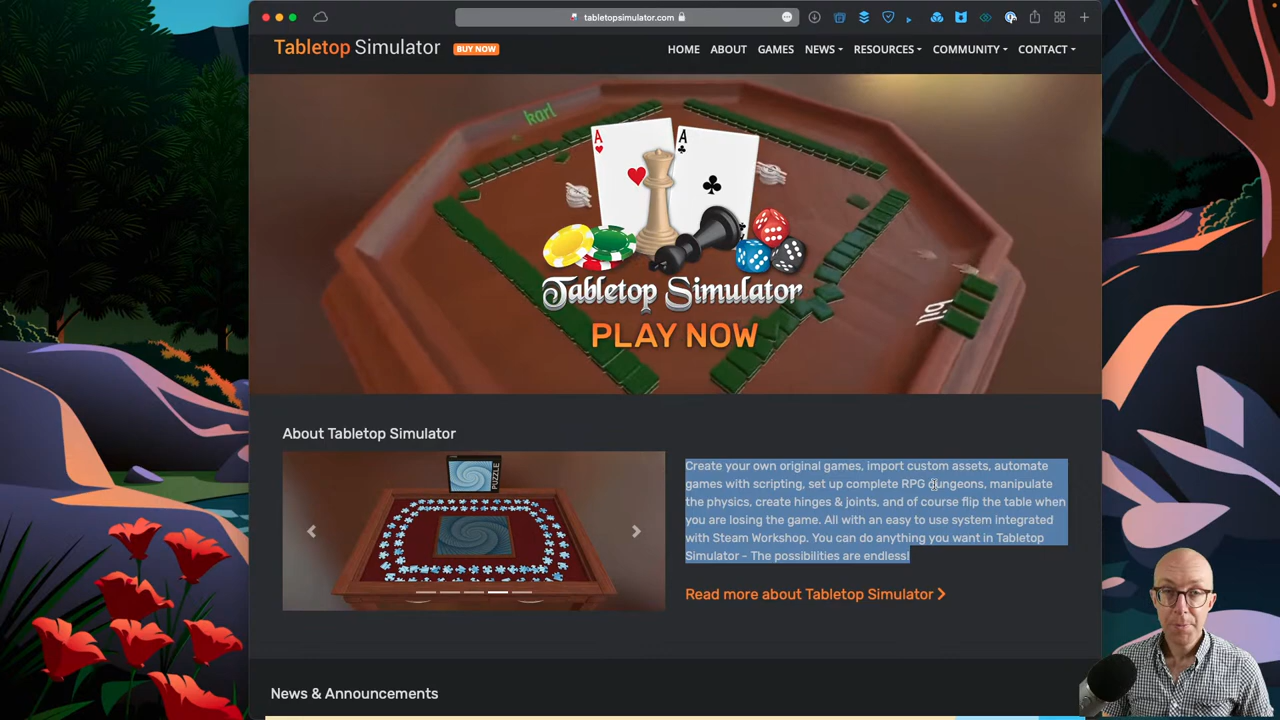 tabletopsimulator.com
Tabletop Simulator BUY NOW HOME ABOUT GAMES NEWS RESOURCES COMMUNITY CONTACT
karl
A A
Tabletop Simulator
PLAY NOW
About Tabletop Simulator
PUZZLE
Create your own original games, import custom assets, automate
games with scripting, set up complete RPG dungeons, manipulate
the physics, create hinges & joints, and of course flip the table when
you are losing the game. All with an easy to use system integrated
with Steam Workshop. You can do anything you want in Tabletop
Simulator - The possibilities are endless!
Read more about Tabletop Simulator
News & Announcements